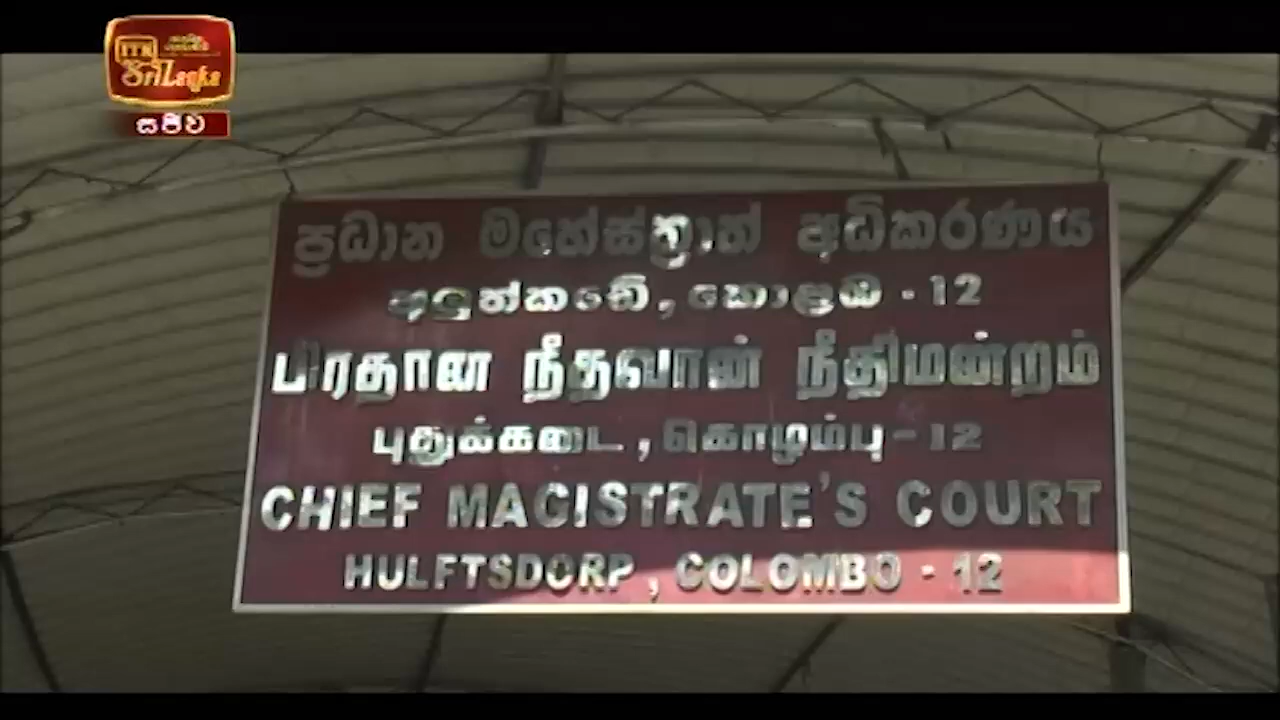 ITN
Sri Lanka
සජීව
ප්‍රධාන මහේස්ත්‍රාත් අධිකරණය
අලුත්කඩේ, කොළඹ - 12
பிரதான நீதவான் நீதிமன்றம்
புதுக்கடை, கொழும்பு - 12
CHIEF MAGISTRATE'S COURT
HULFTSDORP, COLOMBO - 12